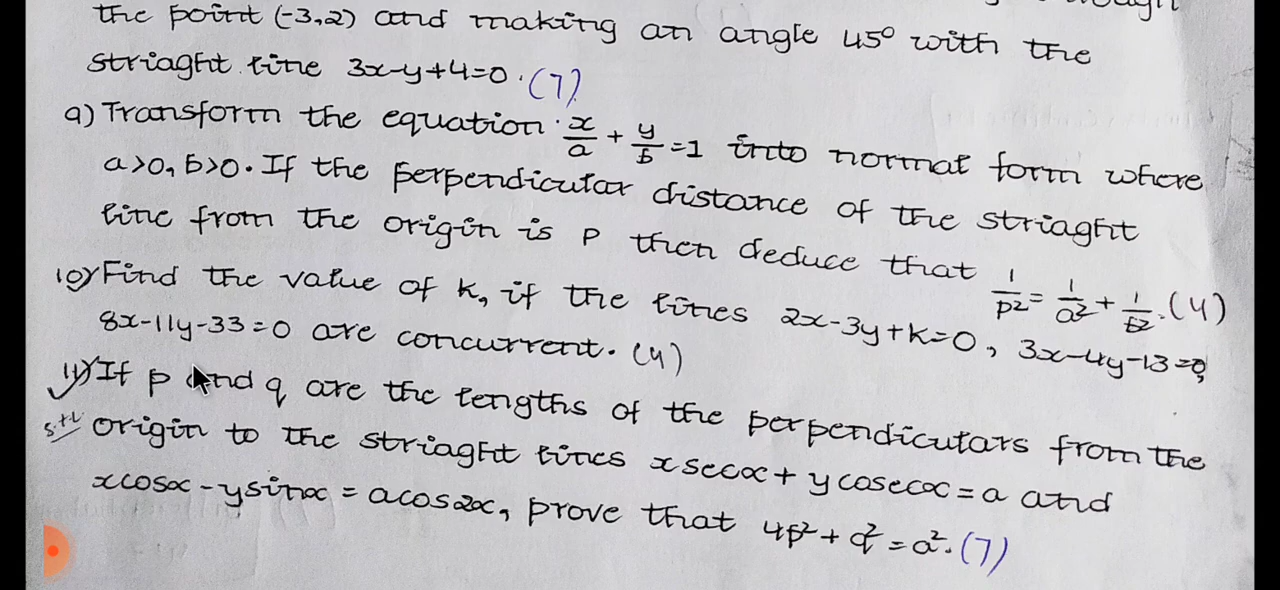 the point (-3,2) and making an angle 45° with the
striaght line 3x-y+4=0. (7)
9) Transform the equation x/a + y/b = 1 into normal form where
a>0, b>0. If the perpendicular distance of the striaght
line from the origin is P then deduce that 1/p² = 1/a² + 1/b². (4)
10) Find the value of k, if the lines 2x-3y+k=0, 3x-4y-13=0,
8x-11y-33=0 are concurrent. (4)
11) If p and q are the lengths of the perpendiculars from the
origin to the striaght lines x secα + y cosecα = a and
xcosα - ysinα = acos2α, prove that 4p² + q² = a². (7)